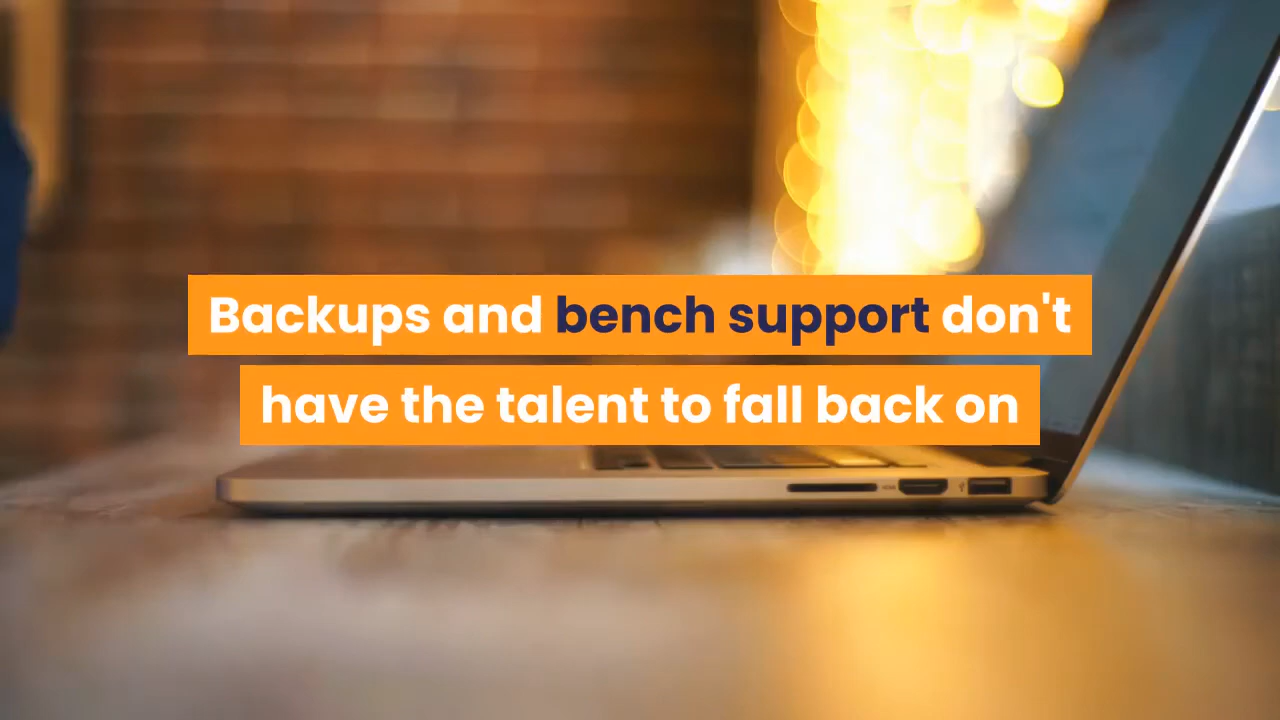 Backups and bench support don't
have the talent to fall back on